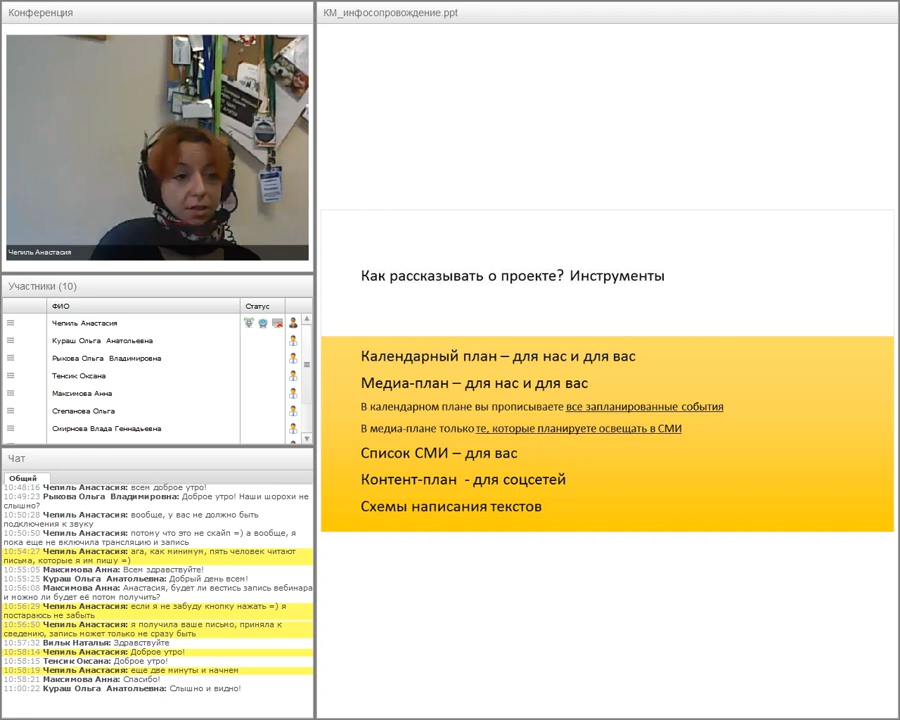 Конференция
Чепиль Анастасия
Участники (10)
ФИО
Статус
Чепиль Анастасия
Кураш Ольга Анатольевна
Рыкова Ольга Владимировна
Тенсик Оксана
Максимова Анна
Степанова Ольга
Смирнова Влада Геннадьевна
Чат
Общий
10:48:16 Чепиль Анастасия: всем доброе утро!
10:49:23 Рыкова Ольга Владимировна: Доброе утро! Наши шорохи не
слышно?
10:50:28 Чепиль Анастасия: вообще, у вас не должно быть
подключения к звуку
10:50:50 Чепиль Анастасия: потому что это не скайп =) а вообще, я
пока еще не включила трансляцию и запись
10:54:27 Чепиль Анастасия: ага, как минимум, пять человек читают
письма, которые я им пишу =)
10:55:05 Максимова Анна: Всем здравствуйте!
10:55:25 Кураш Ольга Анатольевна: Добрый день всем!
10:56:08 Максимова Анна: Анастасия, будет ли вестись запись вебинара
и можно ли будет её потом получить?
10:56:29 Чепиль Анастасия: если я не забуду кнопку нажать =) я
постараюсь не забыть
10:56:50 Чепиль Анастасия: я получила ваше письмо, приняла к
сведению, запись может только не сразу быть
10:57:32 Вильк Наталья: Здравствуйте
10:58:14 Чепиль Анастасия: Доброе утро!
10:58:15 Тенсик Оксана: Доброе утро!
10:58:19 Чепиль Анастасия: еще две минуты и начнем
10:58:21 Максимова Анна: Спасибо!
11:00:22 Кураш Ольга Анатольевна: Слышно и видно!
КМ_инфосопровождение.ppt
Как рассказывать о проекте? Инструменты
Календарный план – для нас и для вас
Медиа-план – для нас и для вас
В календарном плане вы прописываете все запланированные события
В медиа-плане только те, которые планируете освещать в СМИ
Список СМИ – для вас
Контент-план - для соцсетей
Схемы написания текстов